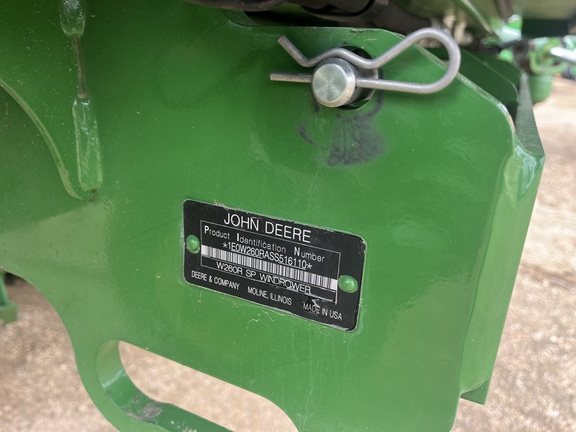 JOHN DEERE
Product Identification Number
*1E0W260RASS516110*
W260R SP WINDROWER
DEERE & COMPANY MOLINE, ILLINOIS
MADE IN USA